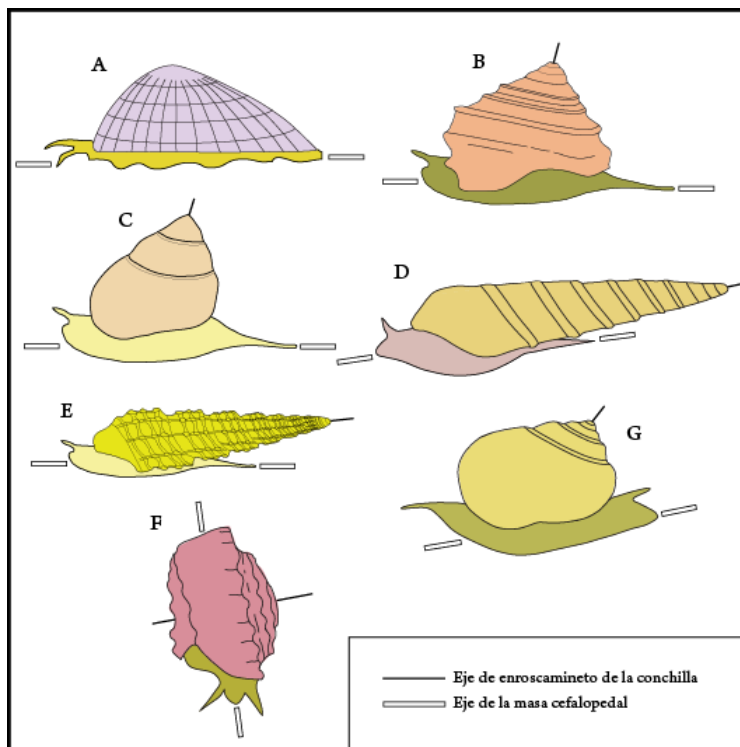 A
B
C
D
E
G
F
Eje de enroscamineto de la conchilla
Eje de la masa cefalopedal